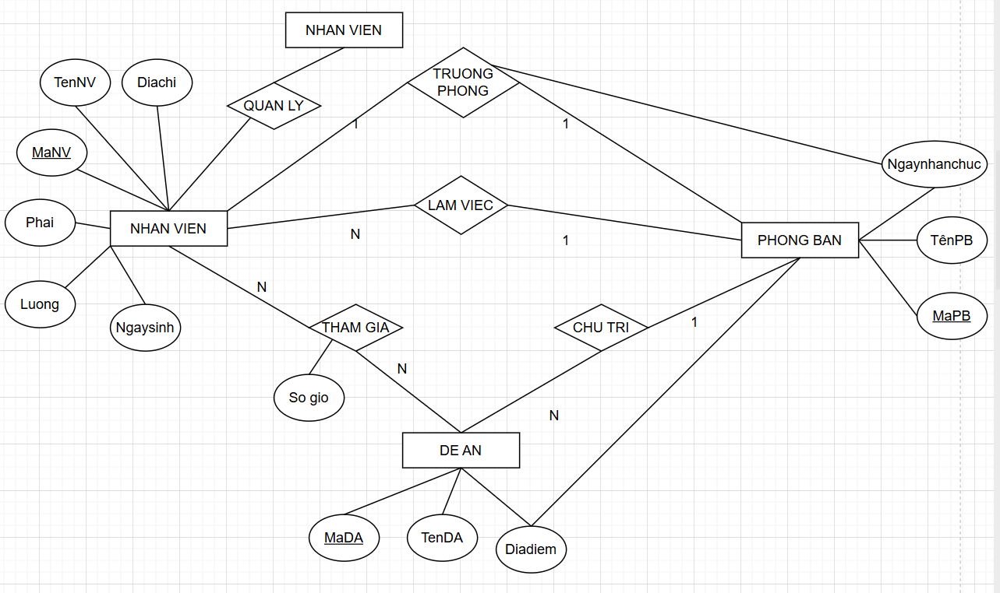 NHAN VIEN
TenNV
Diachi
TRUONG
PHONG
QUAN LY
1
1
MaNV
Ngaynhanchuc
LAM VIEC
Phai
NHAN VIEN
N
1
PHONG BAN
TênPB
N
Luong
MaPB
Ngaysinh
THAM GIA
CHU TRI
1
N
So gio
N
DE AN
MaDA
TenDA
Diadiem